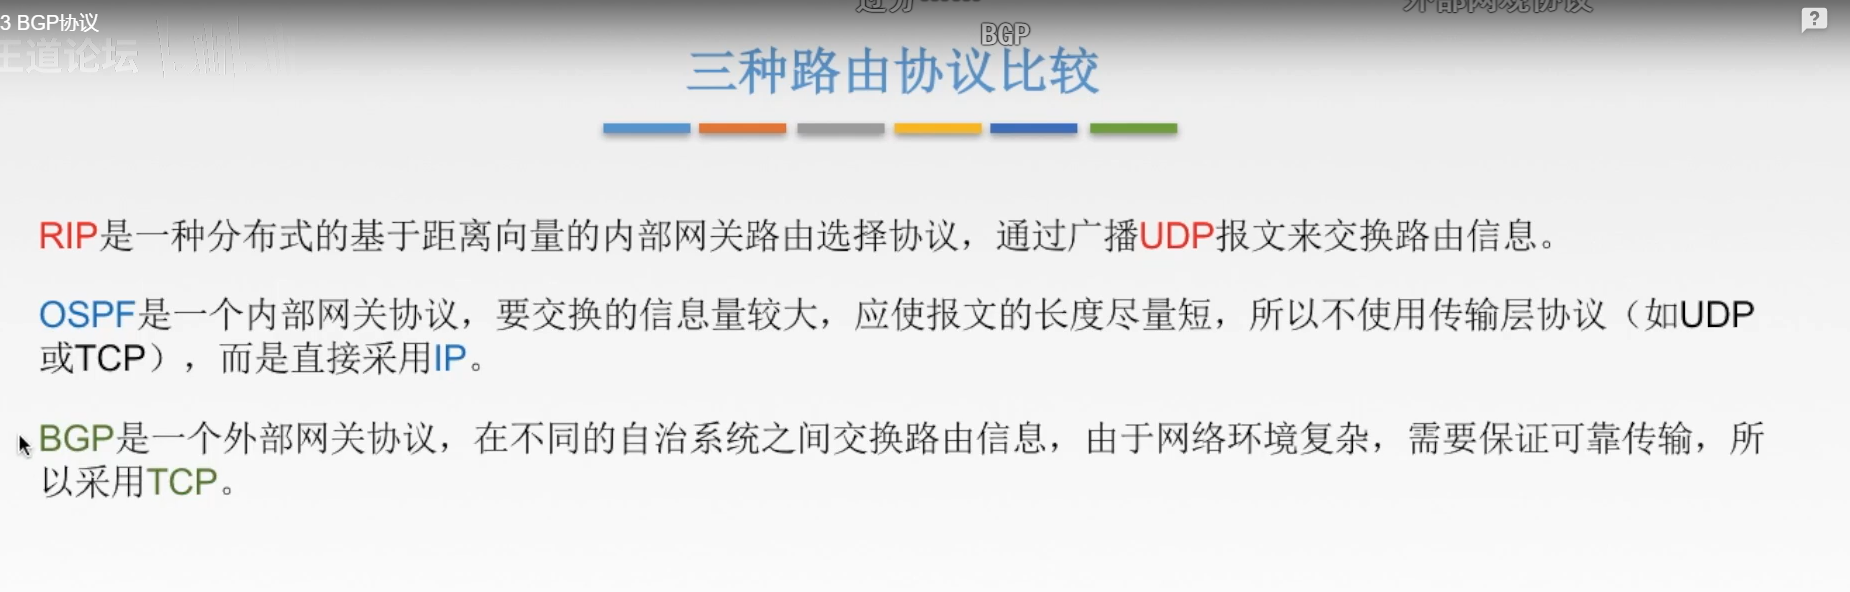 3 BGP协议
王道论坛
BGP
三种路由协议比较
RIP是一种分布式的基于距离向量的内部网关路由选择协议，通过广播UDP报文来交换路由信息。
OSPF是一个内部网关协议，要交换的信息量较大，应使报文的长度尽量短，所以不使用传输层协议（如UDP
或TCP），而是直接采用IP。
BGP是一个外部网关协议，在不同的自治系统之间交换路由信息，由于网络环境复杂，需要保证可靠传输，所
以采用TCP。